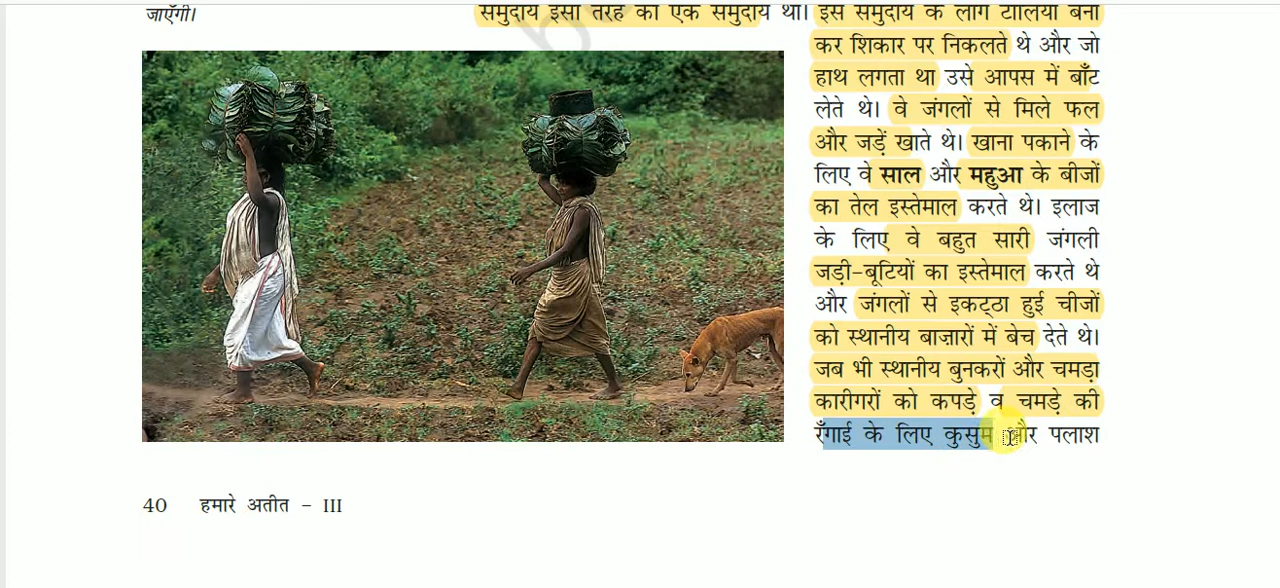 जाएँगी।
समुदाय इसी तरह का एक समुदाय था। इस समुदाय के लोग टोलियाँ बना
कर शिकार पर निकलते थे और जो
हाथ लगता था उसे आपस में बाँट
लेते थे। वे जंगलों से मिले फल
और जड़ें खाते थे। खाना पकाने के
लिए वे साल और महुआ के बीजों
का तेल इस्तेमाल करते थे। इलाज
के लिए वे बहुत सारी जंगली
जड़ी-बूटियों का इस्तेमाल करते थे
और जंगलों से इकट्ठा हुई चीजों
को स्थानीय बाजारों में बेच देते थे।
जब भी स्थानीय बुनकरों और चमड़ा
कारीगरों को कपड़े व चमड़े की
रँगाई के लिए कुसुम और पलाश
40 हमारे अतीत – III